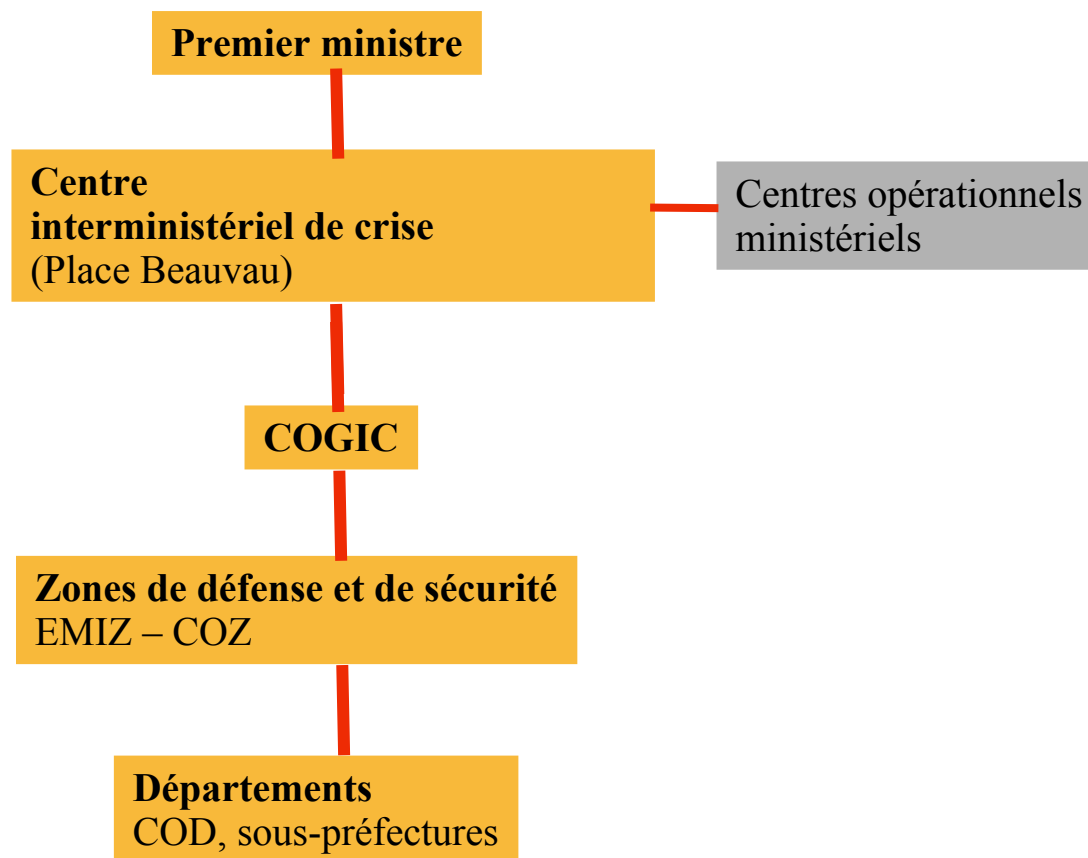 Premier ministre
Centre
interministériel de crise
(Place Beauvau)
Centres opérationnels
ministériels
COGIC
Zones de défense et de sécurité
EMIZ – COZ
Départements
COD, sous-préfectures